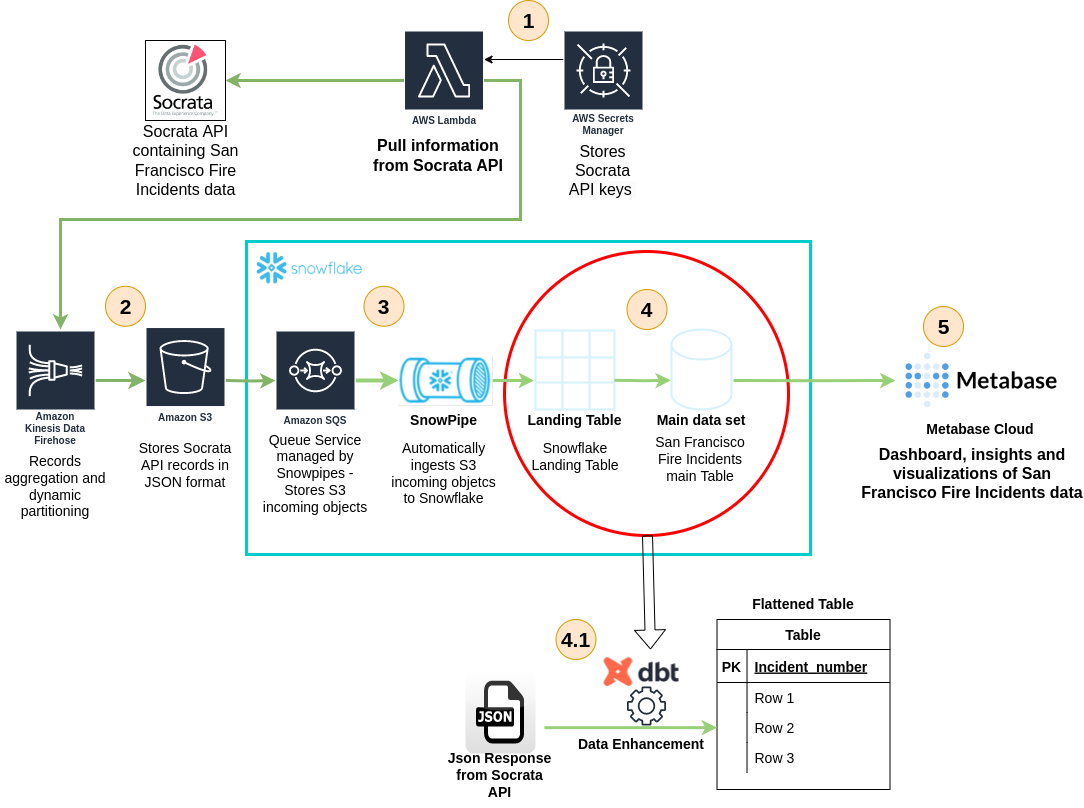 1
Socrata
The Data Experience Company
Socrata API
containing San
Francisco Fire
Incidents data
AWS Lambda
Pull information
from Socrata API
AWS Secrets
Manager
Stores
Socrata
API keys
snowflake
2
3
4
5
Amazon
Kinesis Data
Firehose
Records
aggregation and
dynamic
partitioning
Amazon S3
Stores Socrata
API records in
JSON format
Amazon SQS
Queue Service
managed by
Snowpipes -
Stores S3
incoming objects
SnowPipe
Automatically
ingests S3
incoming objetcs
to Snowflake
Landing Table
Snowflake
Landing Table
Main data set
San Francisco
Fire Incidents
main Table
Metabase
Metabase Cloud
Dashboard, insights and
visualizations of San
Francisco Fire Incidents data
4.1
dbt
JSON
Json Response
from Socrata
API
Data Enhancement
Flattened Table
Table
PK Incident_number
Row 1
Row 2
Row 3